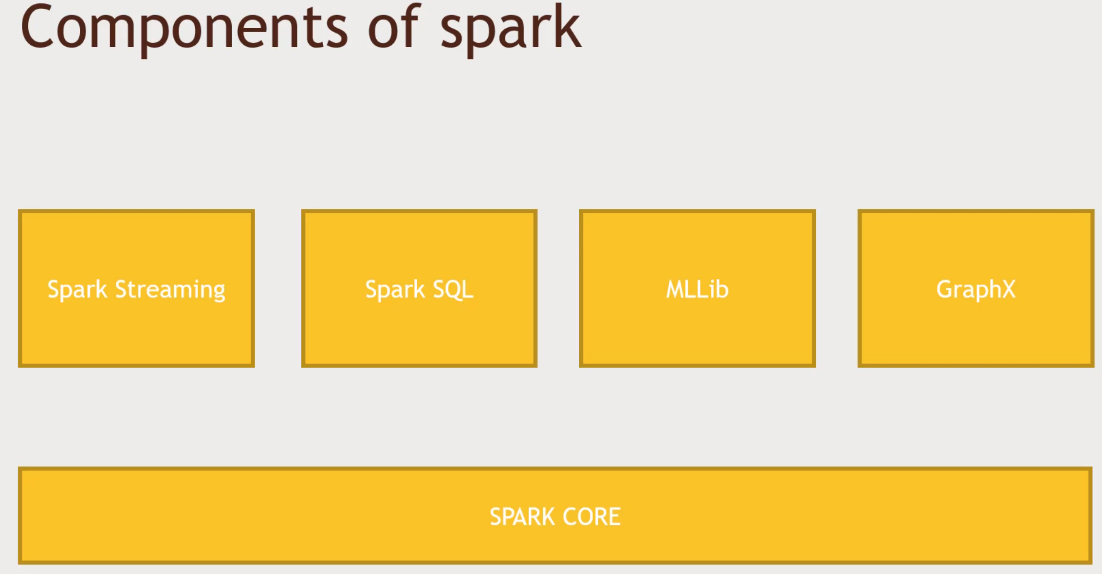 Components of spark
Spark Streaming
Spark SQL
MLLib
GraphX
SPARK CORE